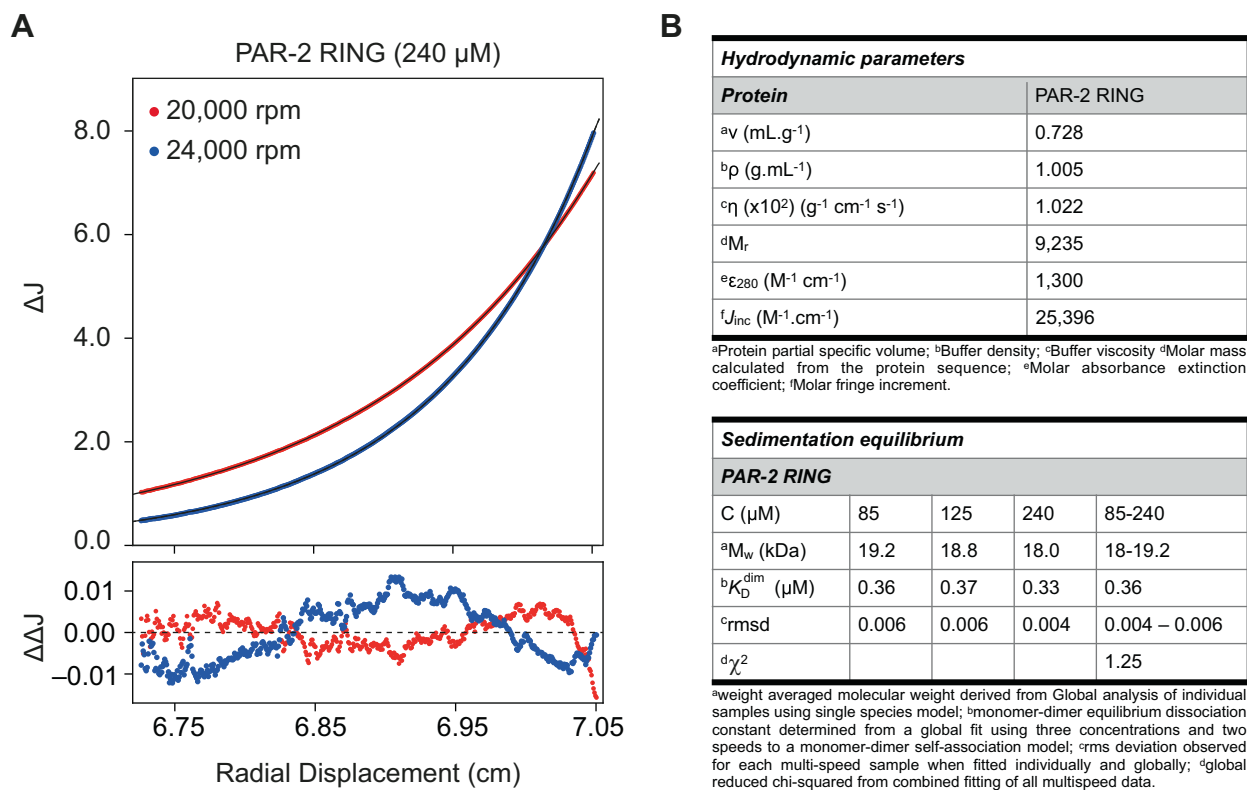 A
PAR-2 RING (240 μM)
20,000 rpm
24,000 rpm
8.0
6.0
4.0
2.0
0.0
ΔJ
0.01
0.00
–0.01
ΔΔJ
6.75
6.85
6.95
7.05
Radial Displacement (cm)
B
Hydrodynamic parameters
Protein PAR-2 RING
ᵃv (mL.g⁻¹) 0.728
ᵇρ (g.mL⁻¹) 1.005
ᶜη (x10²) (g⁻¹ cm⁻¹ s⁻¹) 1.022
ᵈMᵣ 9,235
ᵉε₂₈₀ (M⁻¹ cm⁻¹) 1,300
ᶠJinc (M⁻¹.cm⁻¹) 25,396
ᵃProtein partial specific volume; ᵇBuffer density; ᶜBuffer viscosity ᵈMolar mass
calculated from the protein sequence; ᵉMolar absorbance extinction
coefficient; ᶠMolar fringe increment.
Sedimentation equilibrium
PAR-2 RING
C (μM) 85 125 240 85-240
ᵃMw (kDa) 19.2 18.8 18.0 18-19.2
ᵇK_D^dim (μM) 0.36 0.37 0.33 0.36
ᶜrmsd 0.006 0.006 0.004 0.004 – 0.006
ᵈχ² 1.25
ᵃweight averaged molecular weight derived from Global analysis of individual
samples using single species model; ᵇmonomer-dimer equilibrium dissociation
constant determined from a global fit using three concentrations and two
speeds to a monomer-dimer self-association model; ᶜrms deviation observed
for each multi-speed sample when fitted individually and globally; ᵈglobal
reduced chi-squared from combined fitting of all multispeed data.